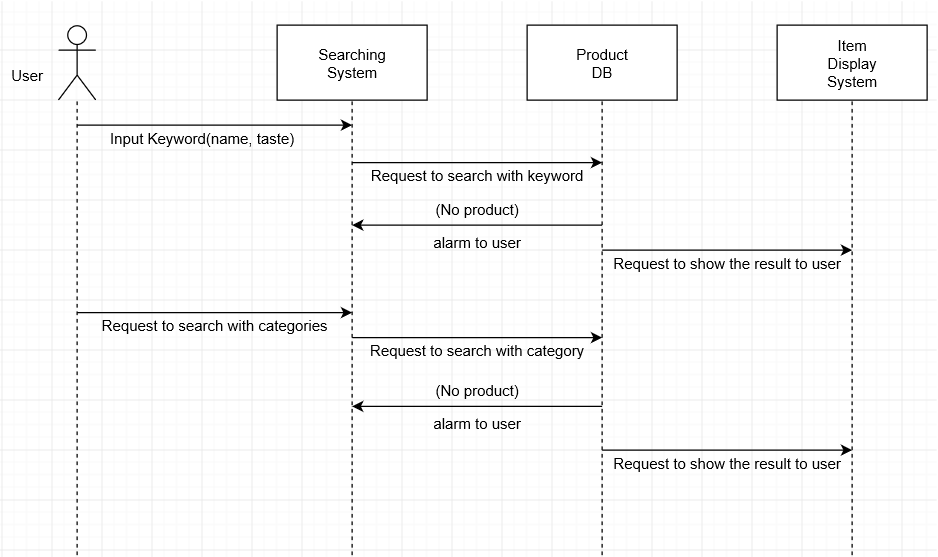 User
Searching
System
Product
DB
Item
Display
System
Input Keyword(name, taste)
Request to search with keyword
(No product)
alarm to user
Request to show the result to user
Request to search with categories
Request to search with category
(No product)
alarm to user
Request to show the result to user